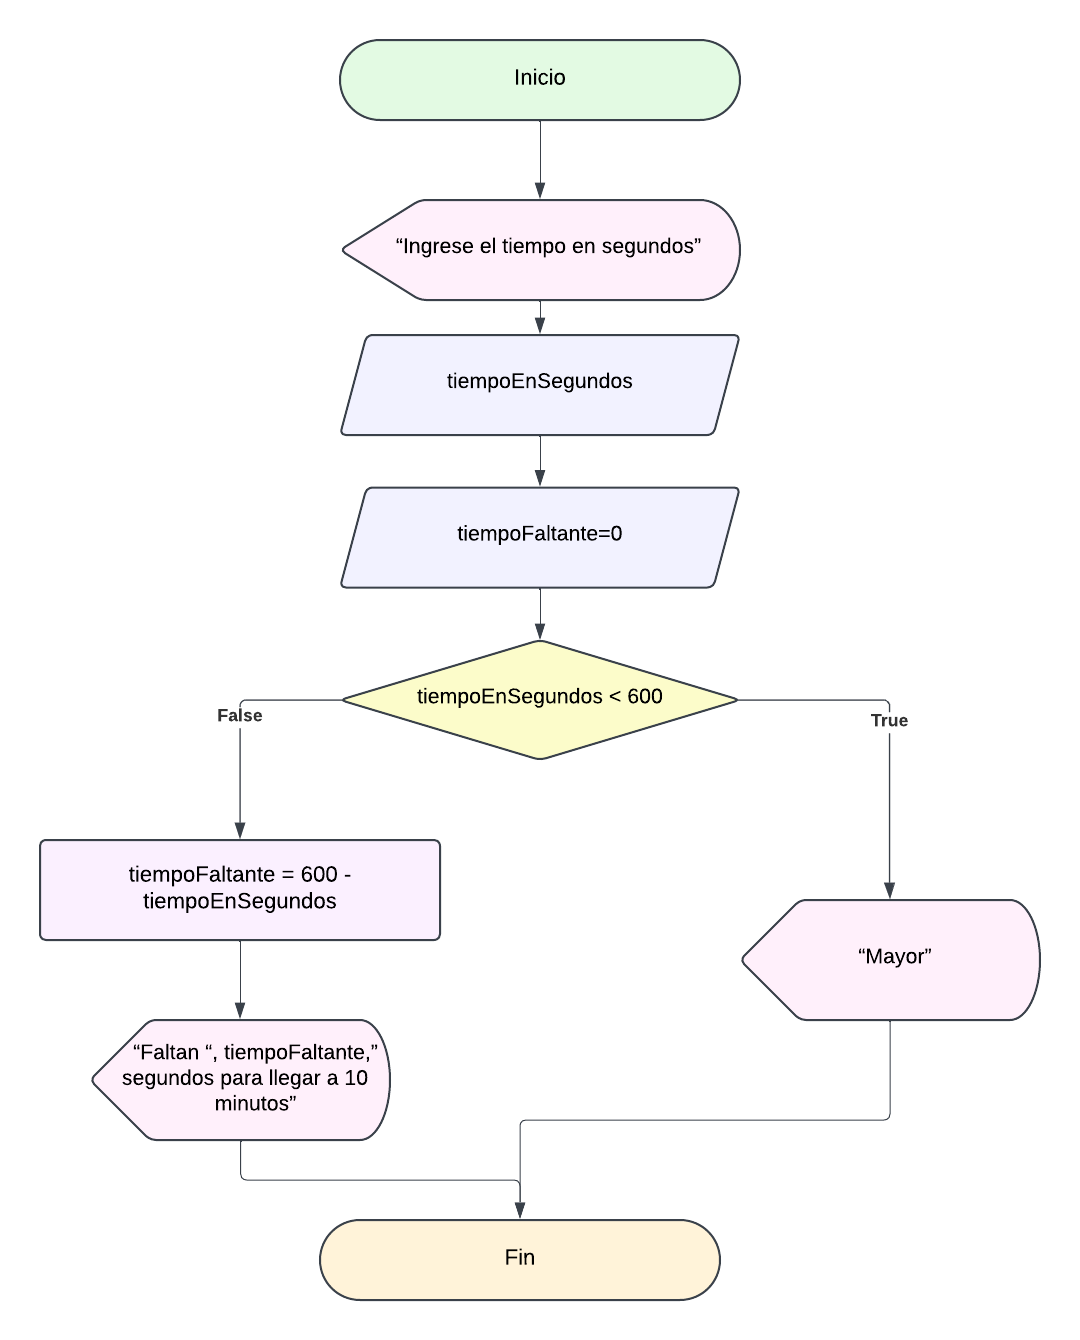 Inicio
“Ingrese el tiempo en segundos”
tiempoEnSegundos
tiempoFaltante=0
tiempoEnSegundos < 600
False
True
tiempoFaltante = 600 -
tiempoEnSegundos
“Mayor”
“Faltan “, tiempoFaltante,”
segundos para llegar a 10
minutos”
Fin